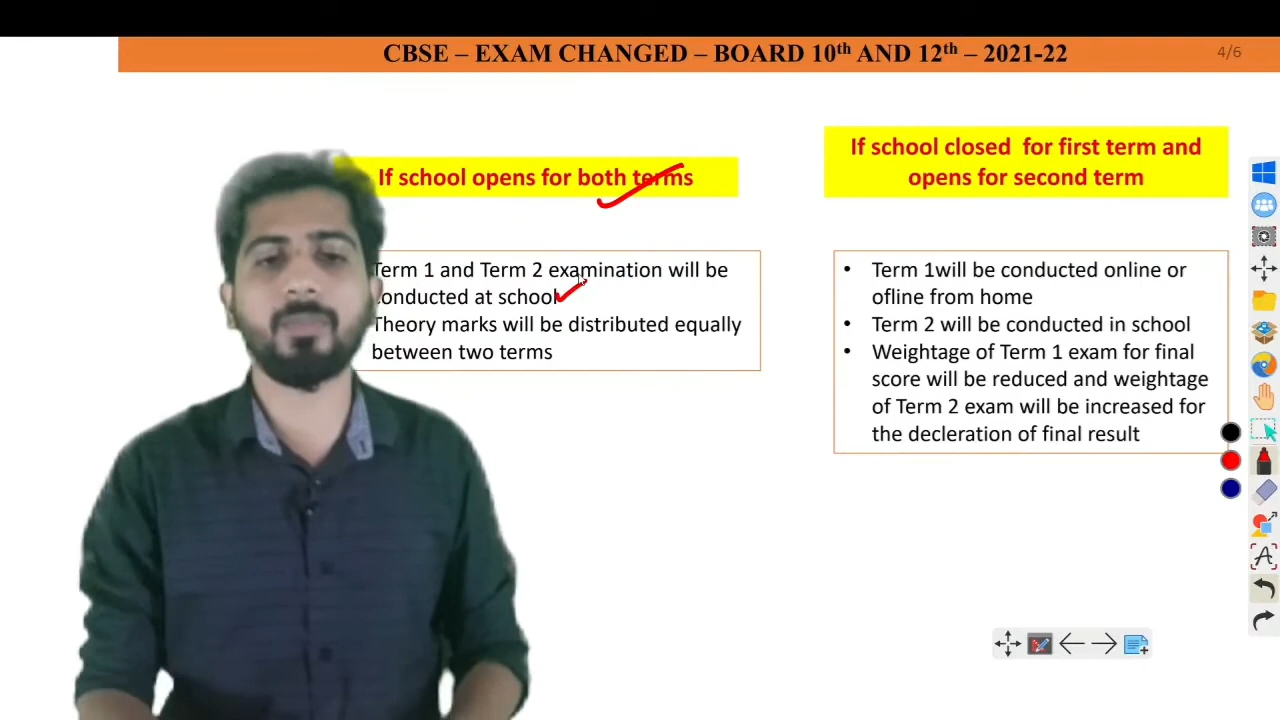 CBSE – EXAM CHANGED – BOARD 10th AND 12th – 2021-22
4/6
If school opens for both terms
Term 1 and Term 2 examination will be
conducted at school
Theory marks will be distributed equally
between two terms
If school closed for first term and
opens for second term
• Term 1will be conducted online or
ofline from home
• Term 2 will be conducted in school
• Weightage of Term 1 exam for final
score will be reduced and weightage
of Term 2 exam will be increased for
the decleration of final result
A